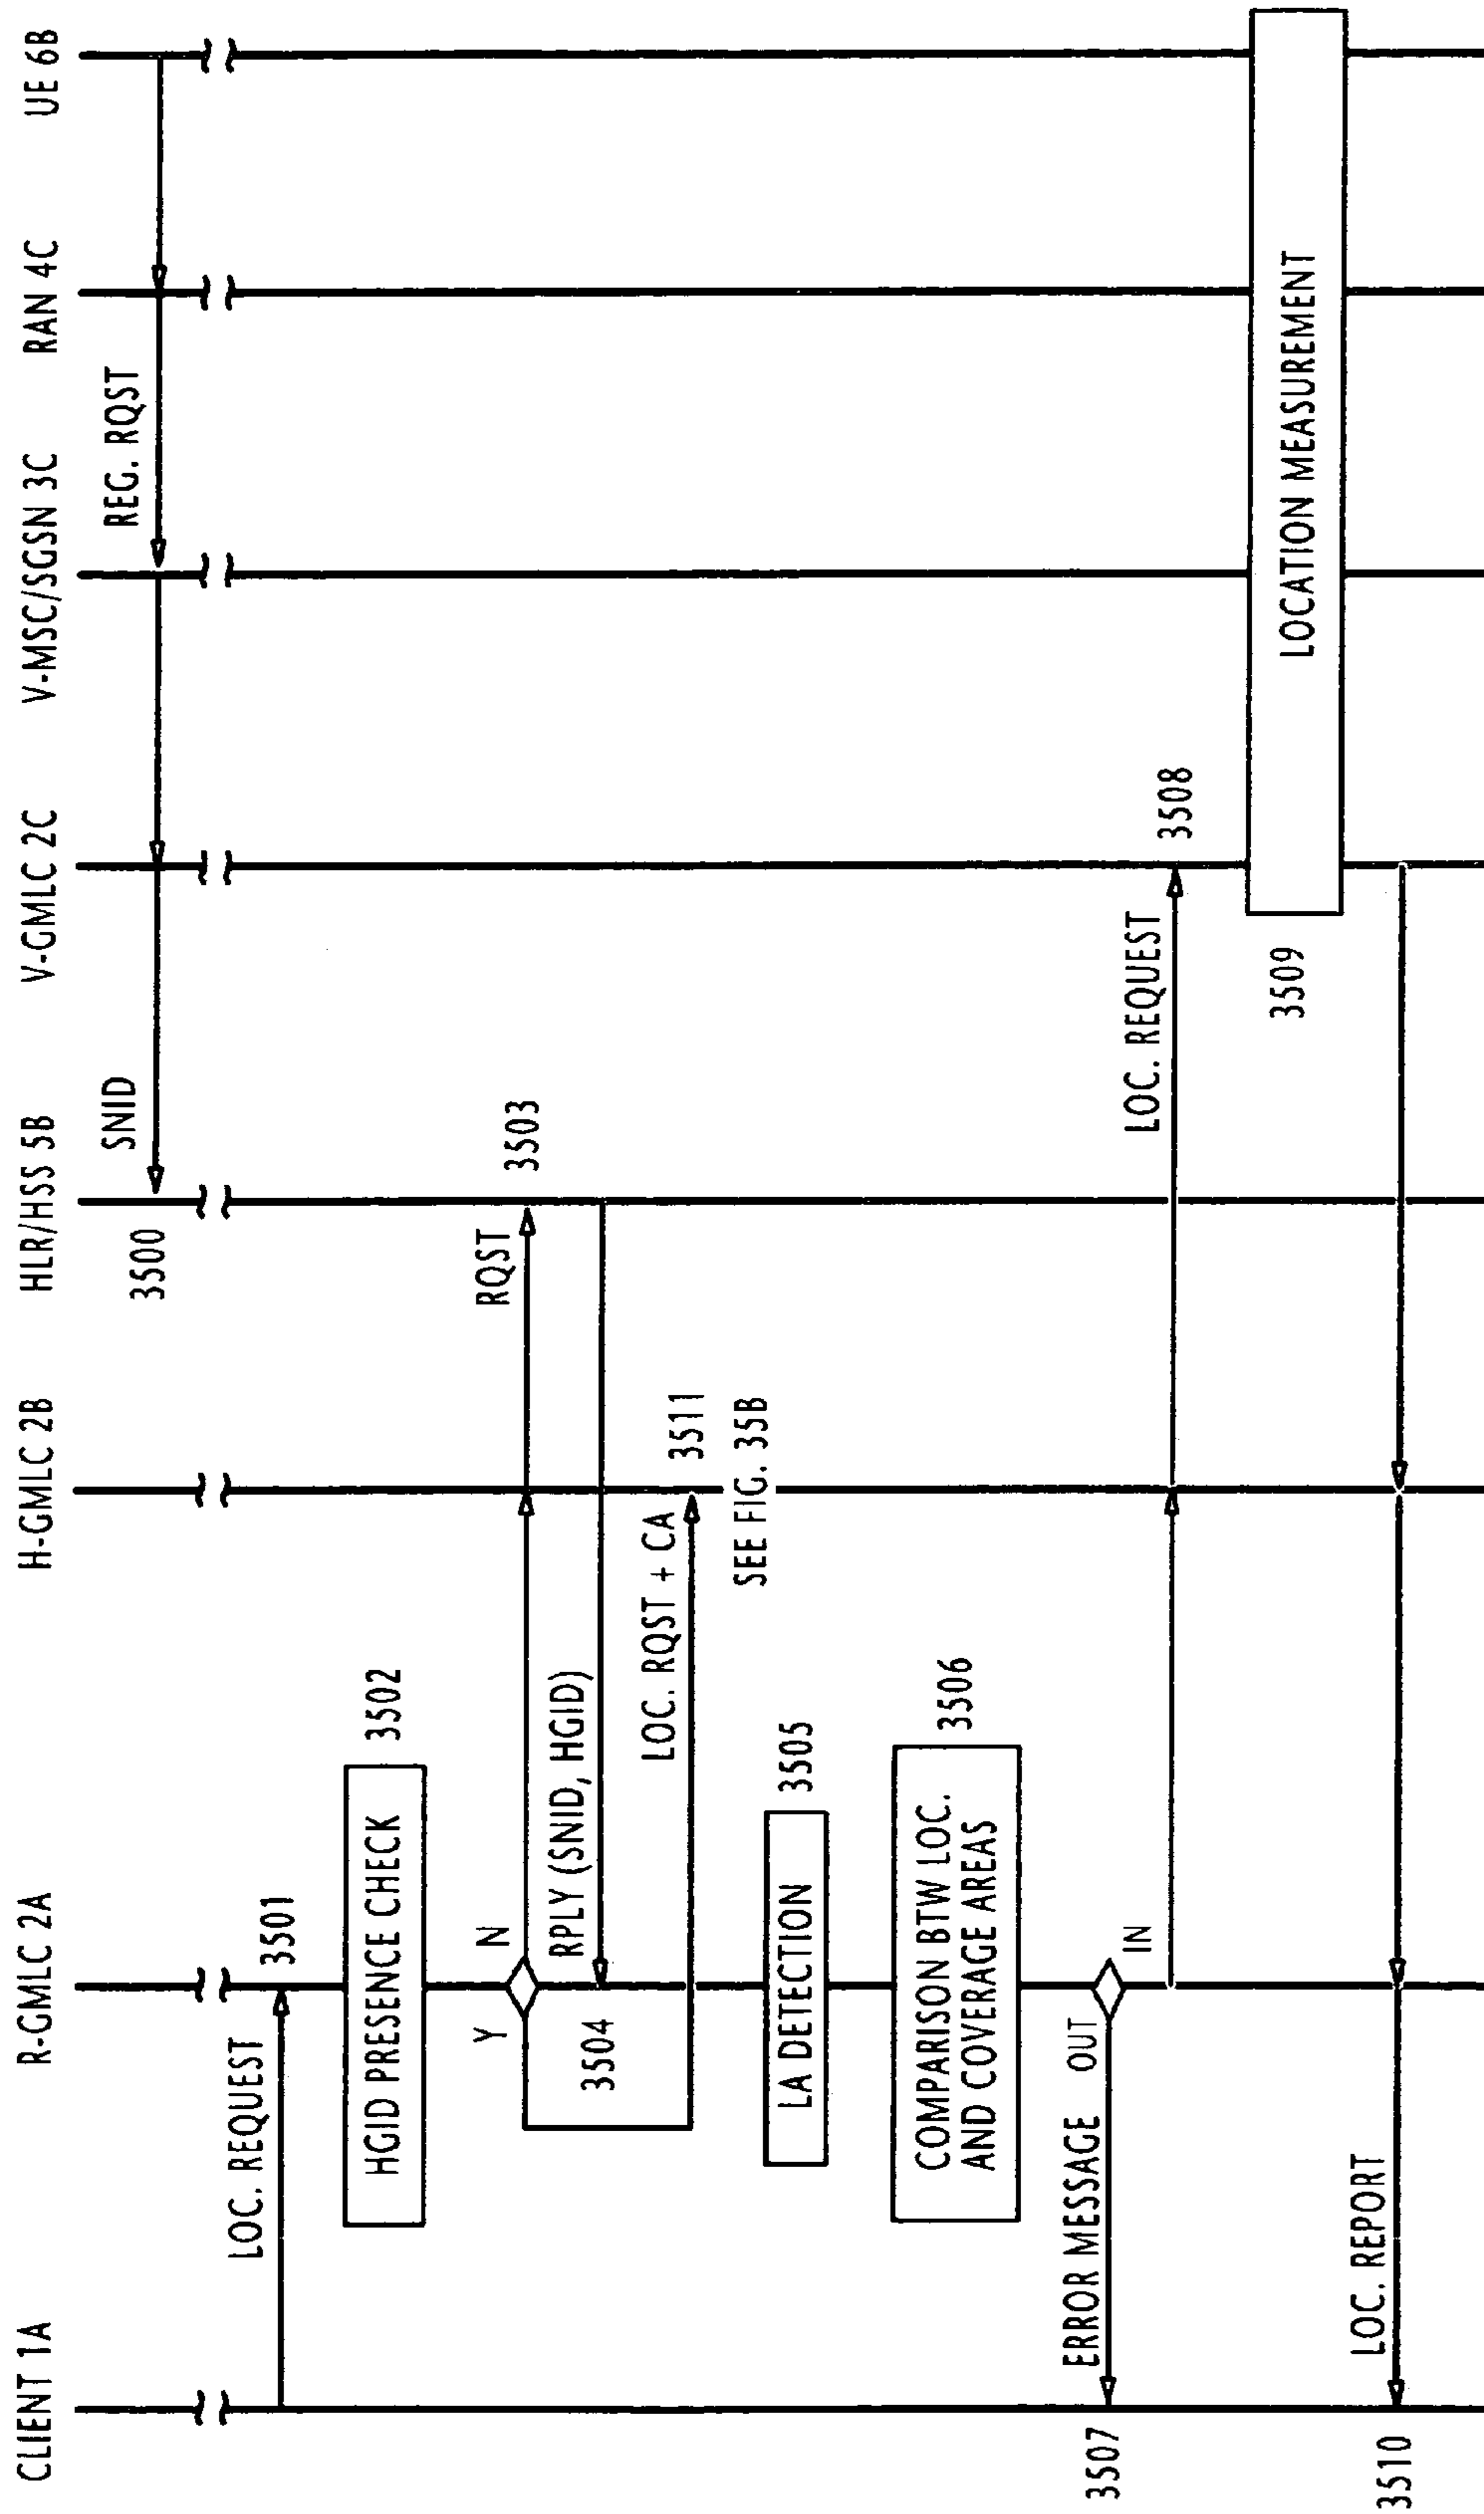 CLIENT 1A
R-GMLC 2A
H-GMLC 2B
HLR/HSS 5B
V-GMLC 2C
V-MSC/SGSN 3C
RAN 4C
UE 6B
REG. RQST
SNID
3500
LOC. REQUEST
3501
HGID PRESENCE CHECK
3502
Y
N
RQST
3503
RPLY (SNID, HGID)
3504
LOC. RQST + CA
3511
SEE FIG. 35B
LA DETECTION
3505
COMPARISON BTW LOC.
AND COVERAGE AREAS
3506
ERROR MESSAGE
OUT
IN
3507
LOC. REQUEST
3508
LOCATION MEASUREMENT
3509
LOC. REPORT
3510